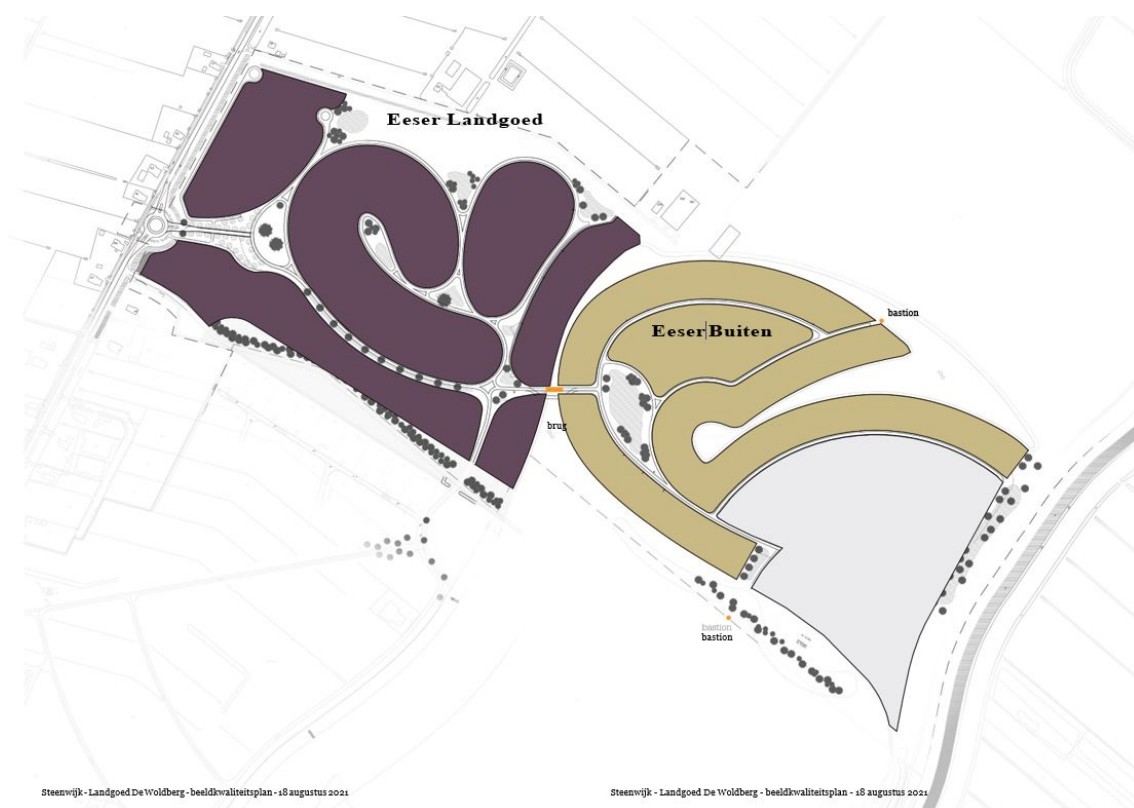 Eeser Landgoed
bastion
Eeser Buiten
brug
bastion
bastion
Steenwijk - Landgoed De Woldberg - beeldkwaliteitsplan - 18 augustus 2021
Steenwijk - Landgoed De Woldberg - beeldkwaliteitsplan - 18 augustus 2021